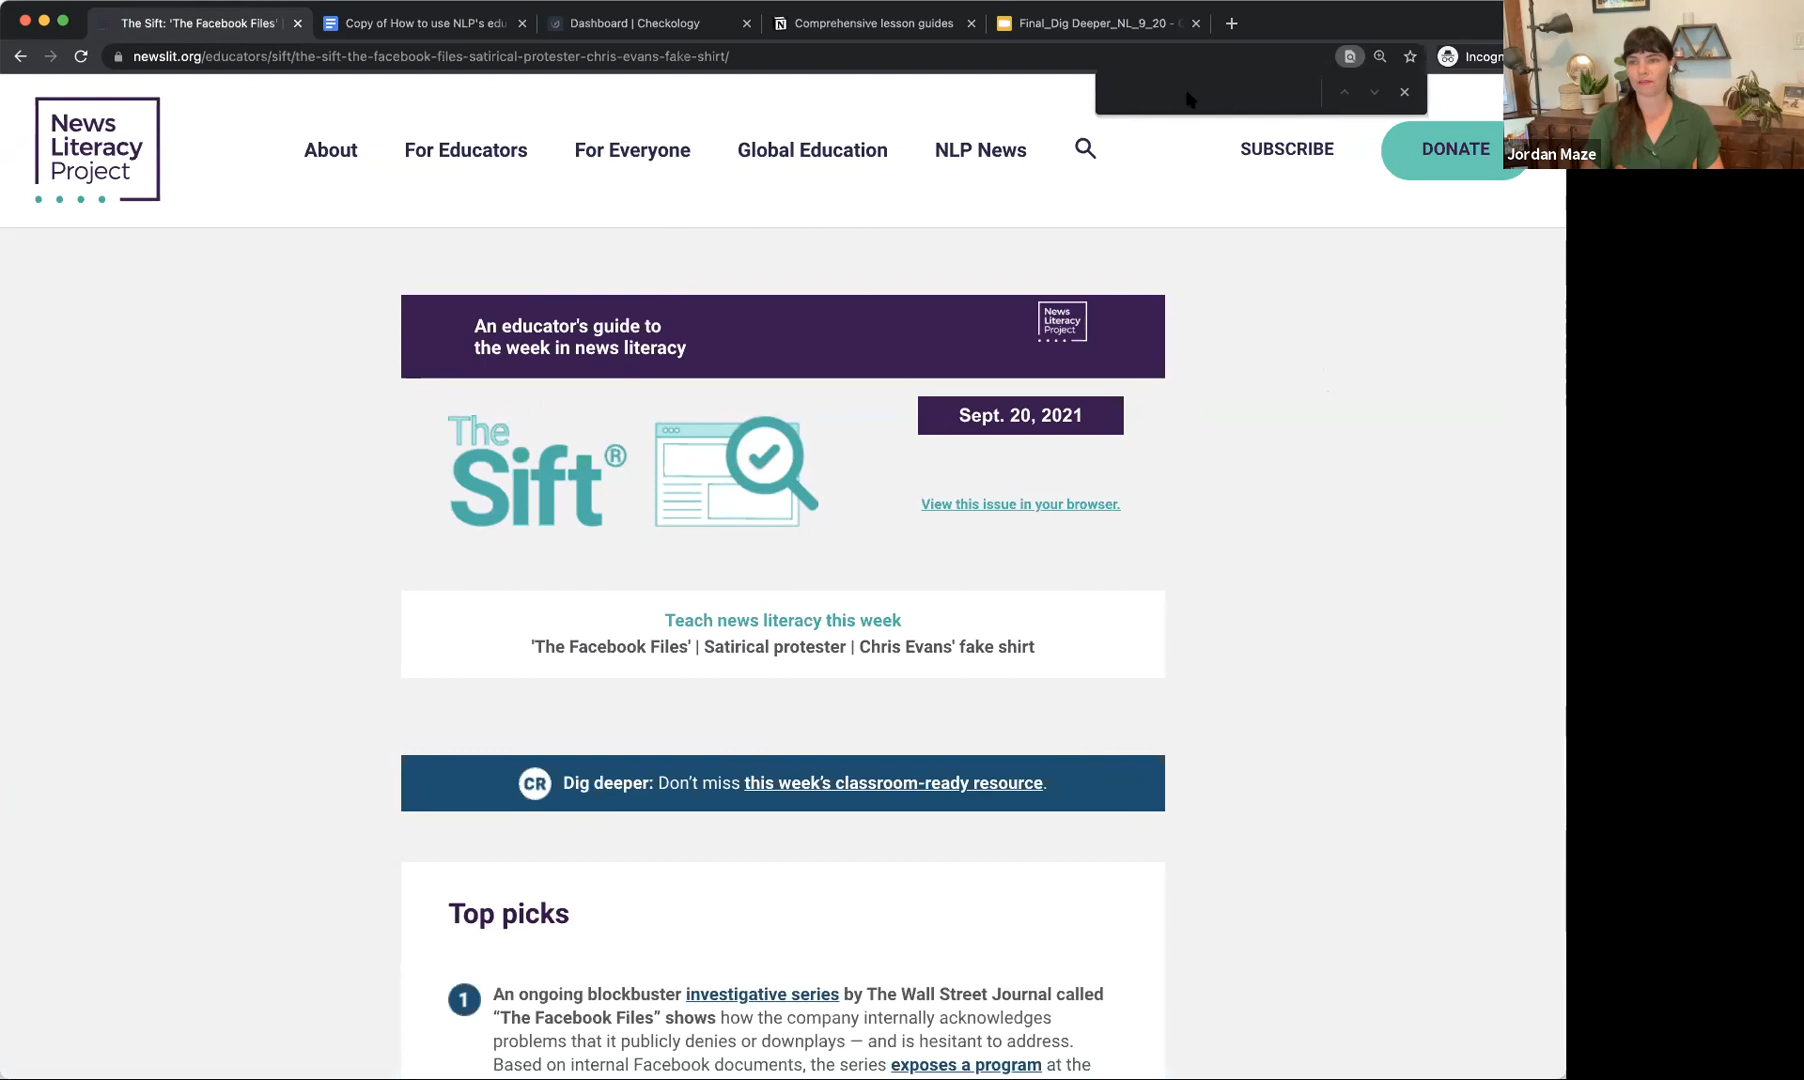 The Sift: 'The Facebook Files' |
Copy of How to use NLP's edu
Dashboard | Checkology
Comprehensive lesson guides
Final_Dig Deeper_NL_9_20 - G
newslit.org/educators/sift/the-sift-the-facebook-files-satirical-protester-chris-evans-fake-shirt/
Incogn
Jordan Maze
News
Literacy
Project
About
For Educators
For Everyone
Global Education
NLP News
SUBSCRIBE
DONATE
An educator's guide to
the week in news literacy
News
Literacy
Project
The
Sift®
Sept. 20, 2021
View this issue in your browser.
Teach news literacy this week
'The Facebook Files' | Satirical protester | Chris Evans' fake shirt
CR Dig deeper: Don't miss this week's classroom-ready resource.
Top picks
1 An ongoing blockbuster investigative series by The Wall Street Journal called
“The Facebook Files” shows how the company internally acknowledges
problems that it publicly denies or downplays — and is hesitant to address.
Based on internal Facebook documents, the series exposes a program at the